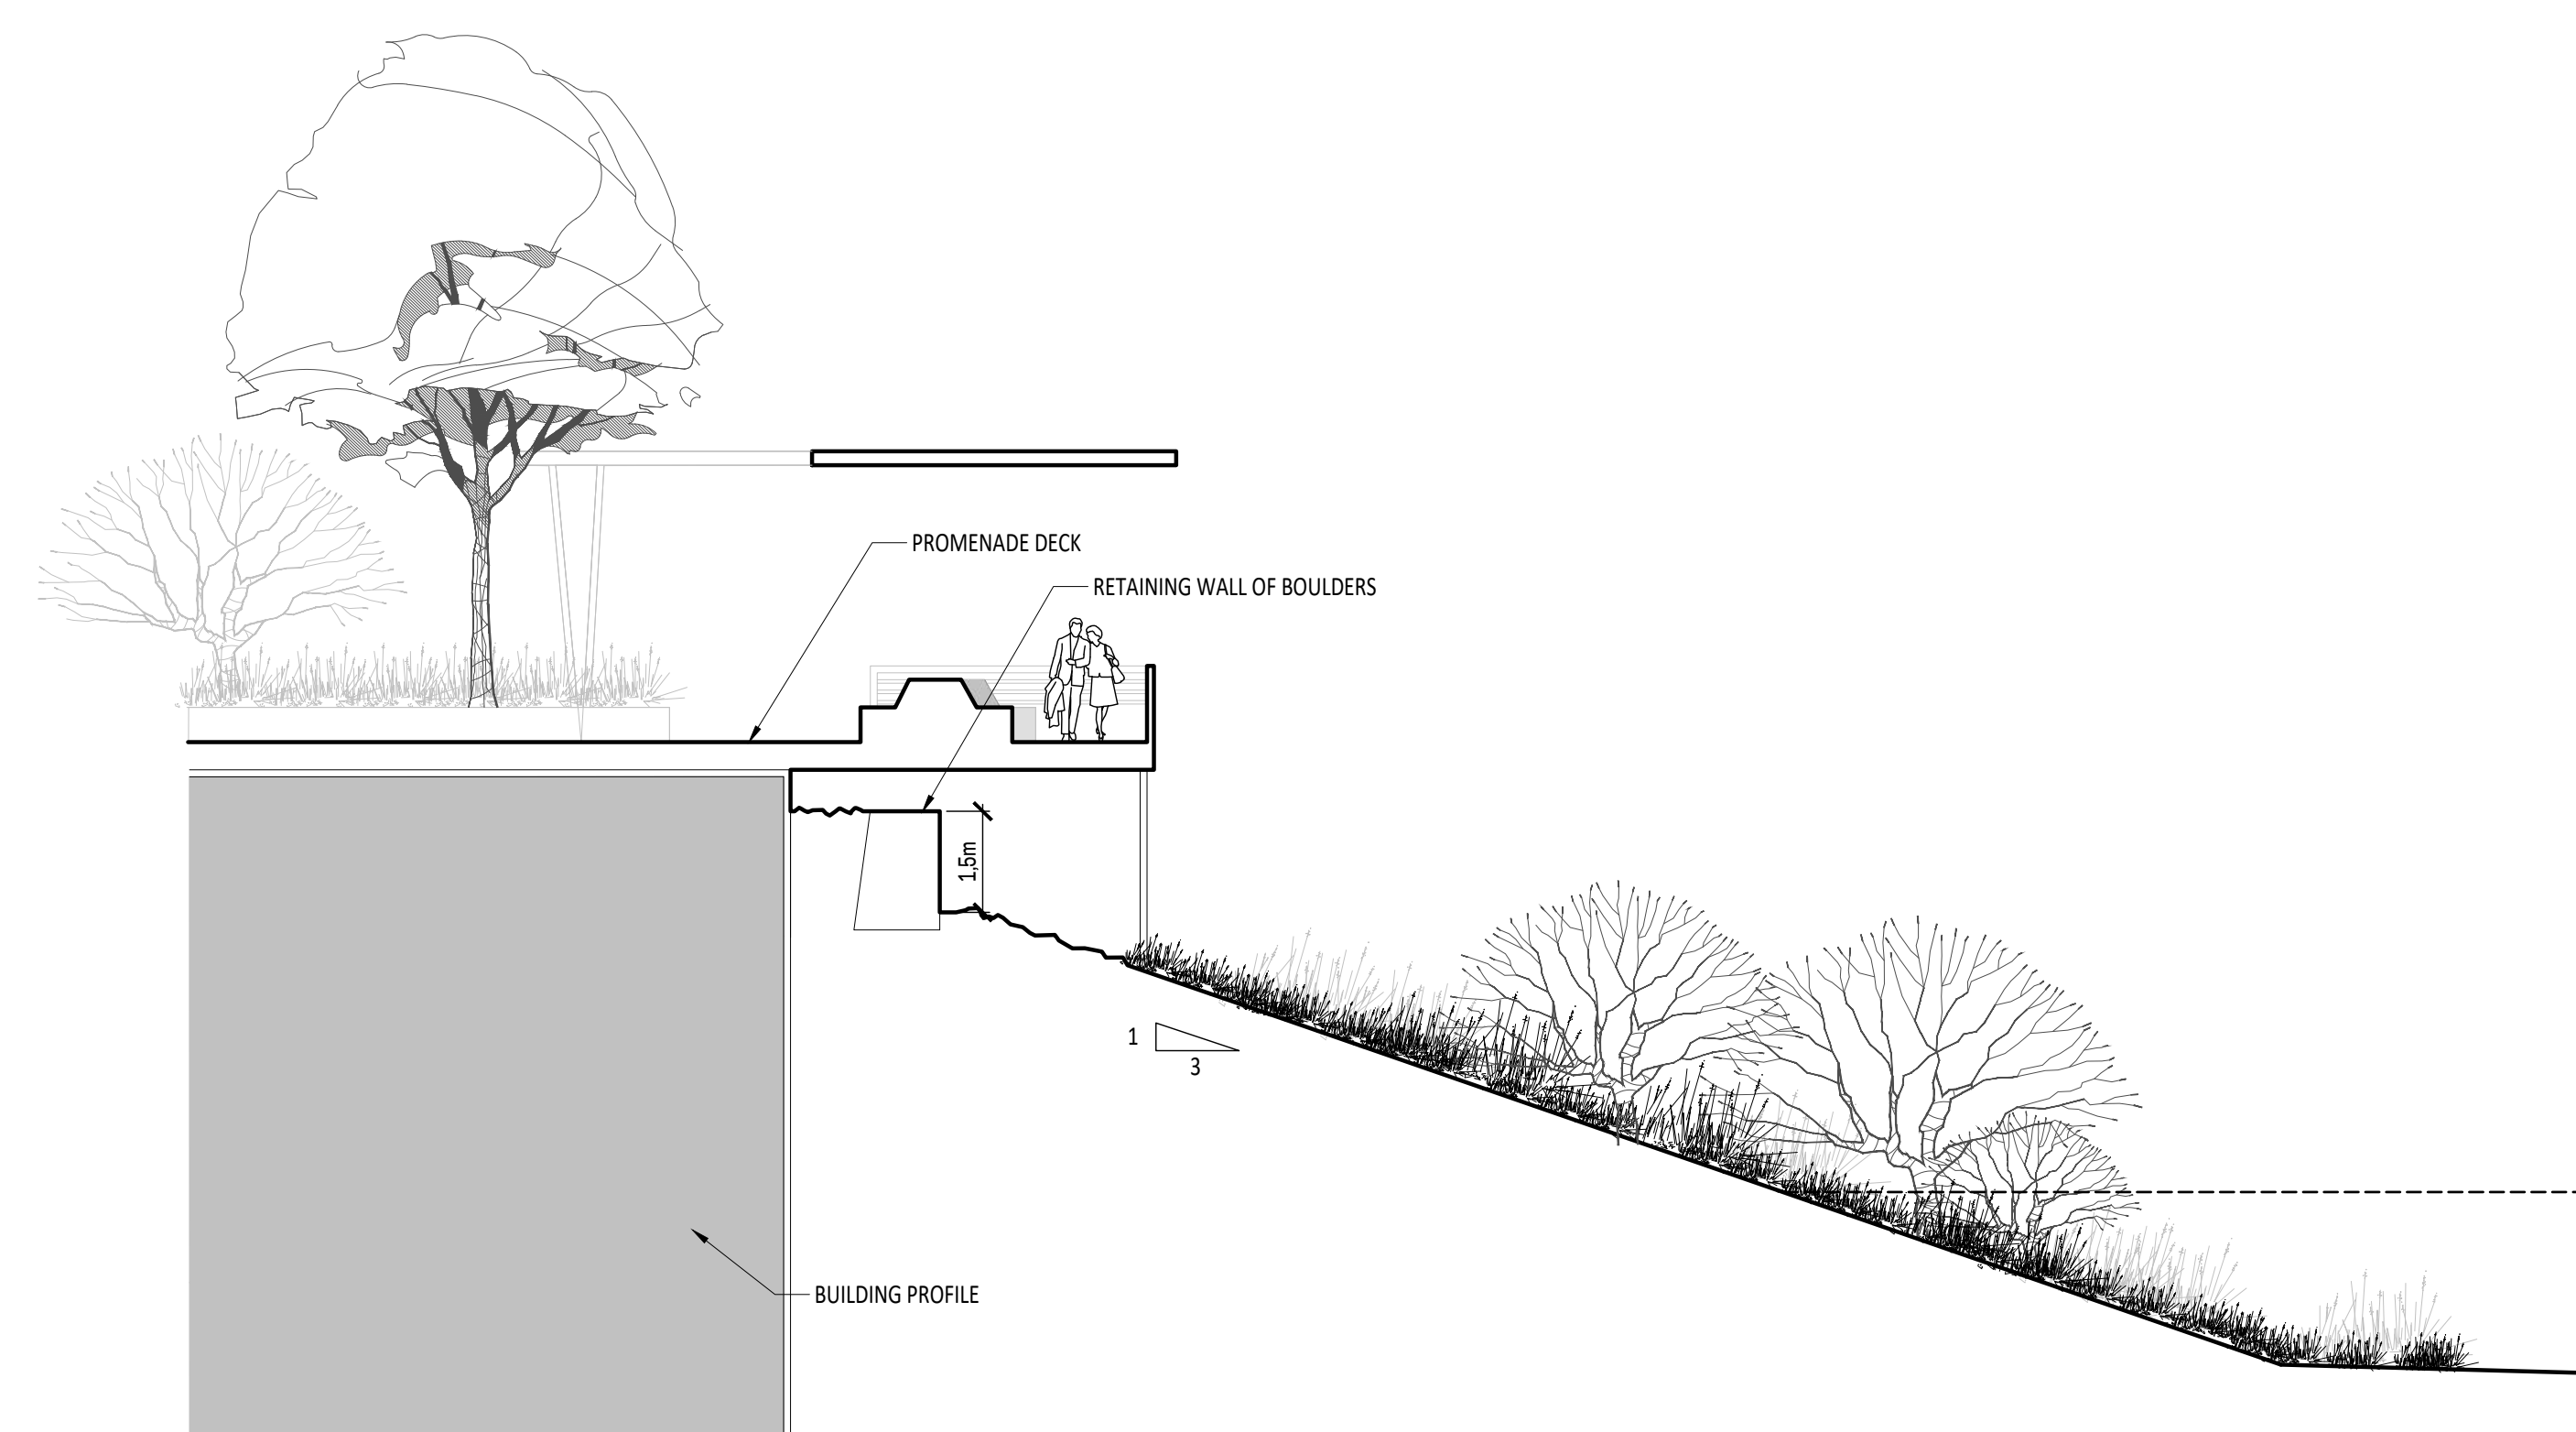 PROMENADE DECK
RETAINING WALL OF BOULDERS
1,5m
1
3
BUILDING PROFILE